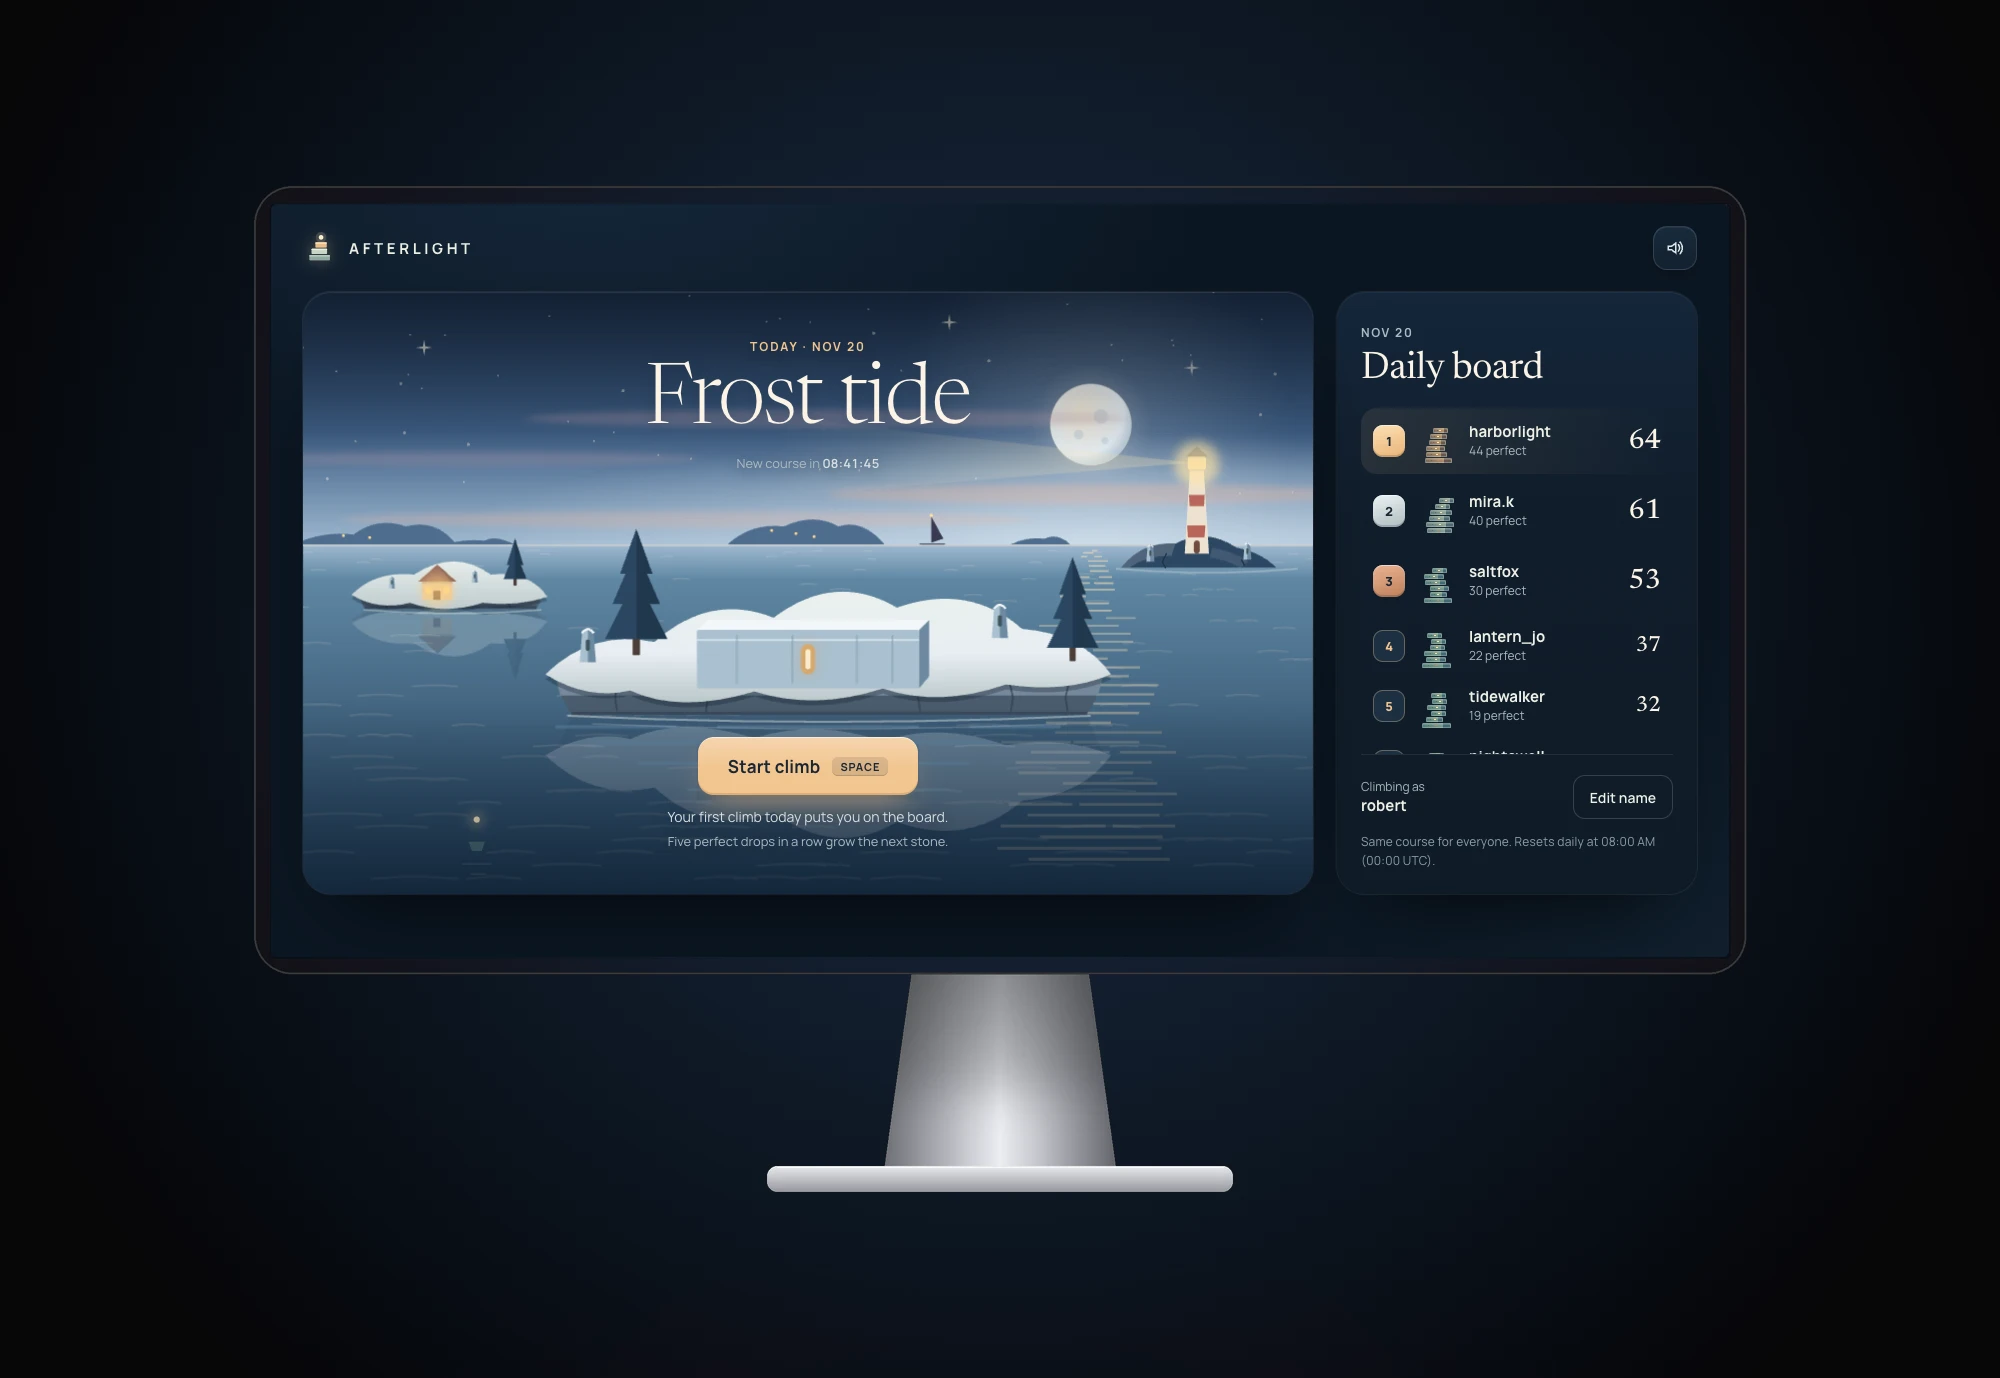 AFTERLIGHT
TODAY · NOV 20
Frost tide
New course in 08:41:45
Start climb SPACE
Your first climb today puts you on the board.
Five perfect drops in a row grow the next stone.
NOV 20
Daily board
1 harborlight 64
44 perfect
2 mira.k 61
40 perfect
3 saltfox 53
30 perfect
4 lantern_jo 37
22 perfect
5 tidewalker 32
19 perfect
Climbing as
robert
Edit name
Same course for everyone. Resets daily at 08:00 AM
(00:00 UTC).